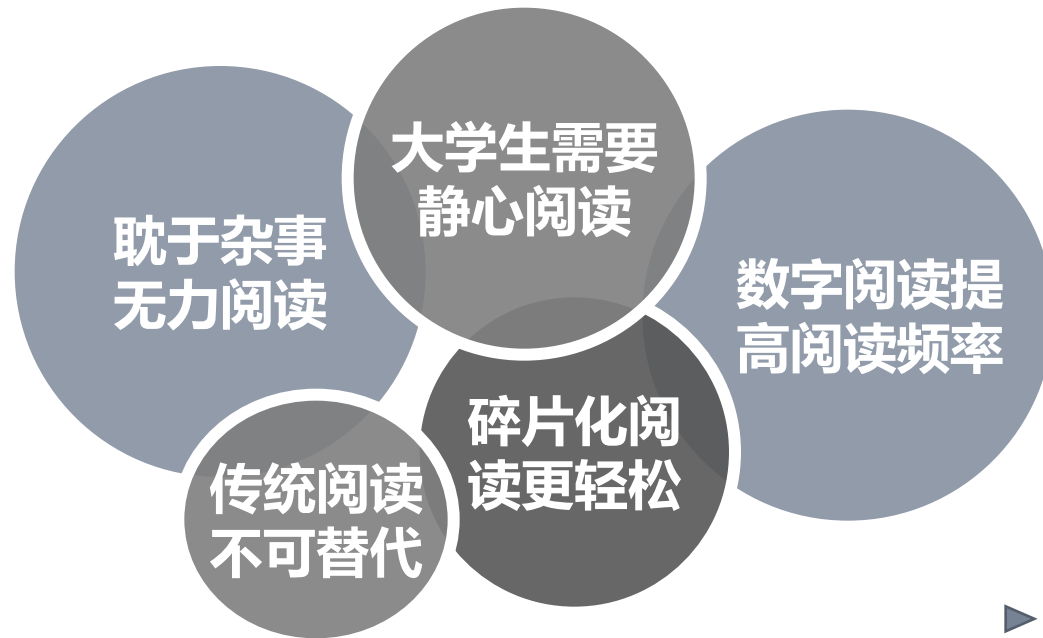 大学生需要
静心阅读
耽于杂事
无力阅读
数字阅读提
高阅读频率
碎片化阅
读更轻松
传统阅读
不可替代